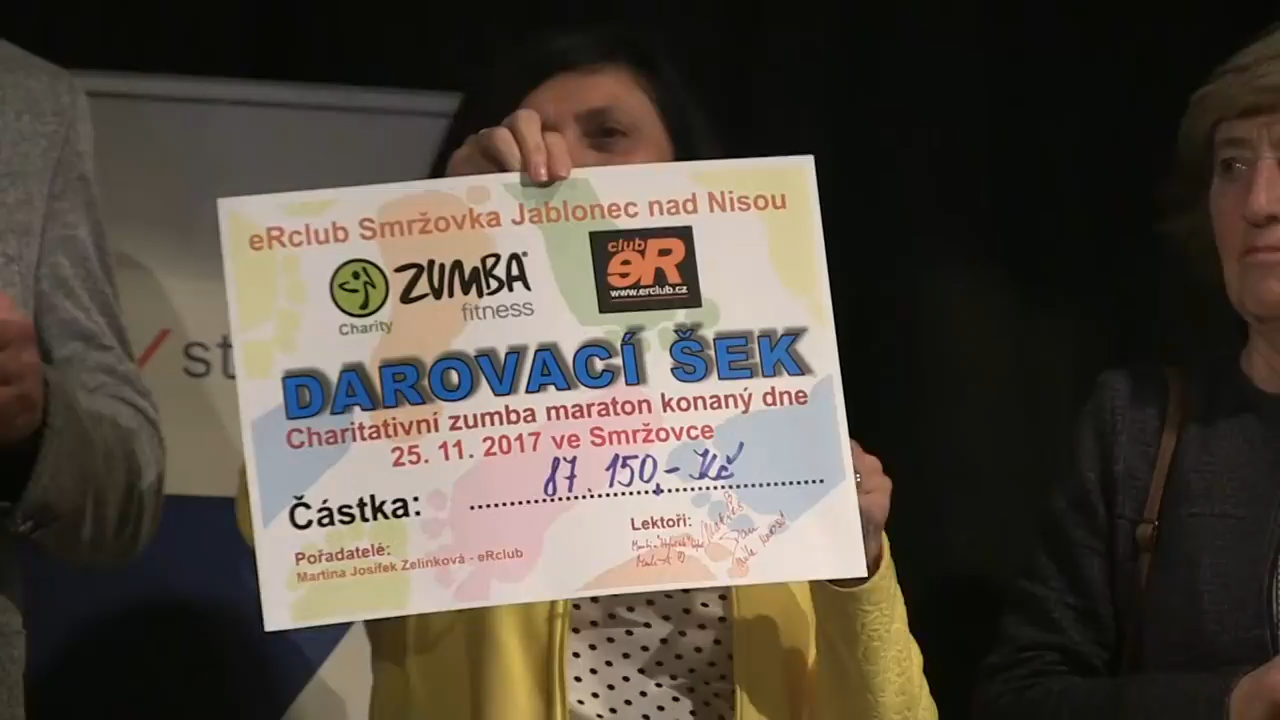 eRclub Smržovka Jablonec nad Nisou
ZUMBA
fitness
Charity
club
eR
www.erclub.cz
st
DAROVACÍ ŠEK
Charitativní zumba maraton konaný dne
25. 11. 2017 ve Smržovce
Částka: 87.150,- Kč
Pořadatelé:
Martina Josífek Zelinková - eRclub
Lektoři: